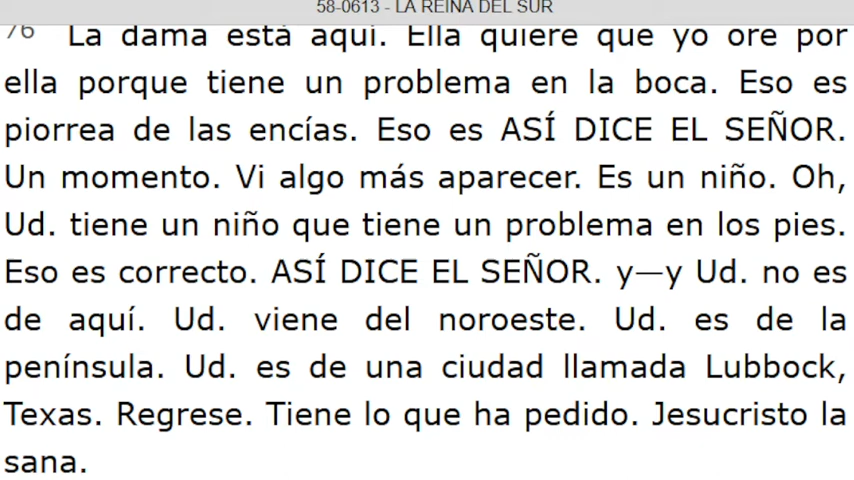 58-0613 - LA REINA DEL SUR
76 La dama está aquí. Ella quiere que yo ore por
ella porque tiene un problema en la boca. Eso es
piorrea de las encías. Eso es ASÍ DICE EL SEÑOR.
Un momento. Vi algo más aparecer. Es un niño. Oh,
Ud. tiene un niño que tiene un problema en los pies.
Eso es correcto. ASÍ DICE EL SEÑOR. y—y Ud. no es
de aquí. Ud. viene del noroeste. Ud. es de la
península. Ud. es de una ciudad llamada Lubbock,
Texas. Regrese. Tiene lo que ha pedido. Jesucristo la
sana.